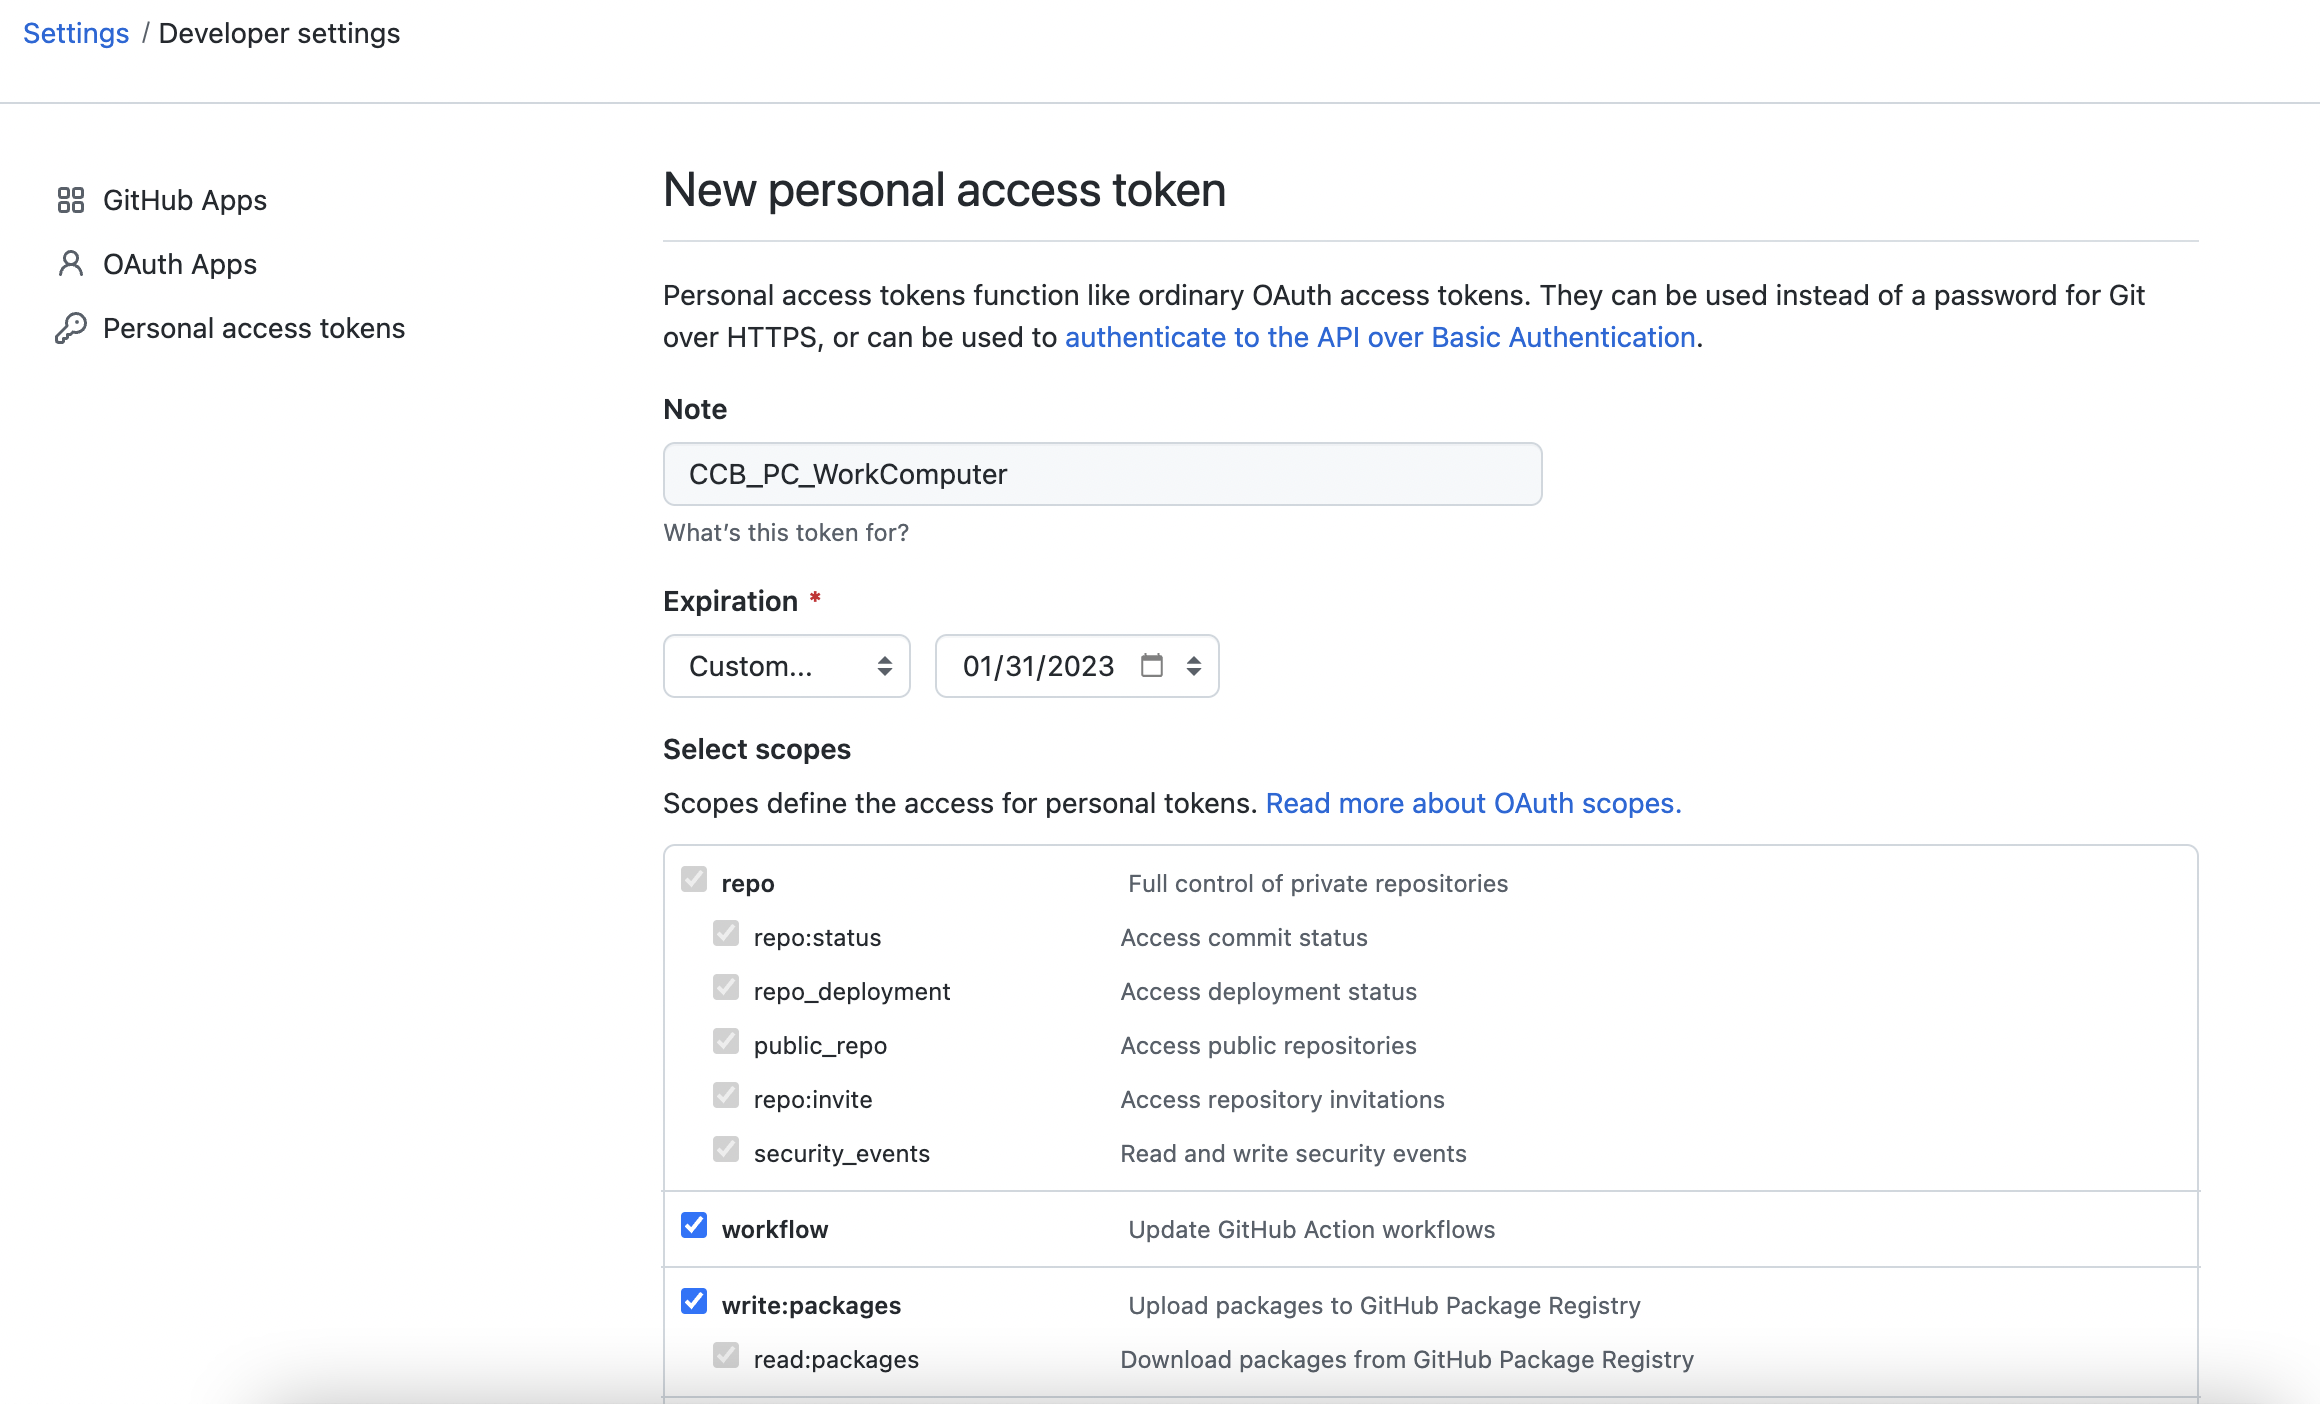 Settings / Developer settings
GitHub Apps
OAuth Apps
Personal access tokens
New personal access token
Personal access tokens function like ordinary OAuth access tokens. They can be used instead of a password for Git
over HTTPS, or can be used to authenticate to the API over Basic Authentication.
Note
CCB_PC_WorkComputer
What's this token for?
Expiration *
Custom... 01/31/2023
Select scopes
Scopes define the access for personal tokens. Read more about OAuth scopes.
repo Full control of private repositories
repo:status Access commit status
repo_deployment Access deployment status
public_repo Access public repositories
repo:invite Access repository invitations
security_events Read and write security events
workflow Update GitHub Action workflows
write:packages Upload packages to GitHub Package Registry
read:packages Download packages from GitHub Package Registry